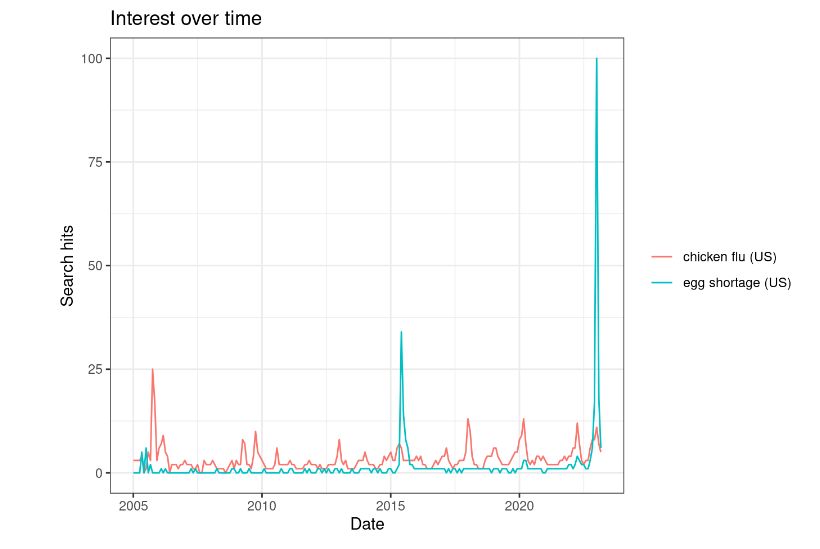 Interest over time
100
75
50
25
0
Search hits
2005 2010 2015 2020
Date
chicken flu (US)
egg shortage (US)